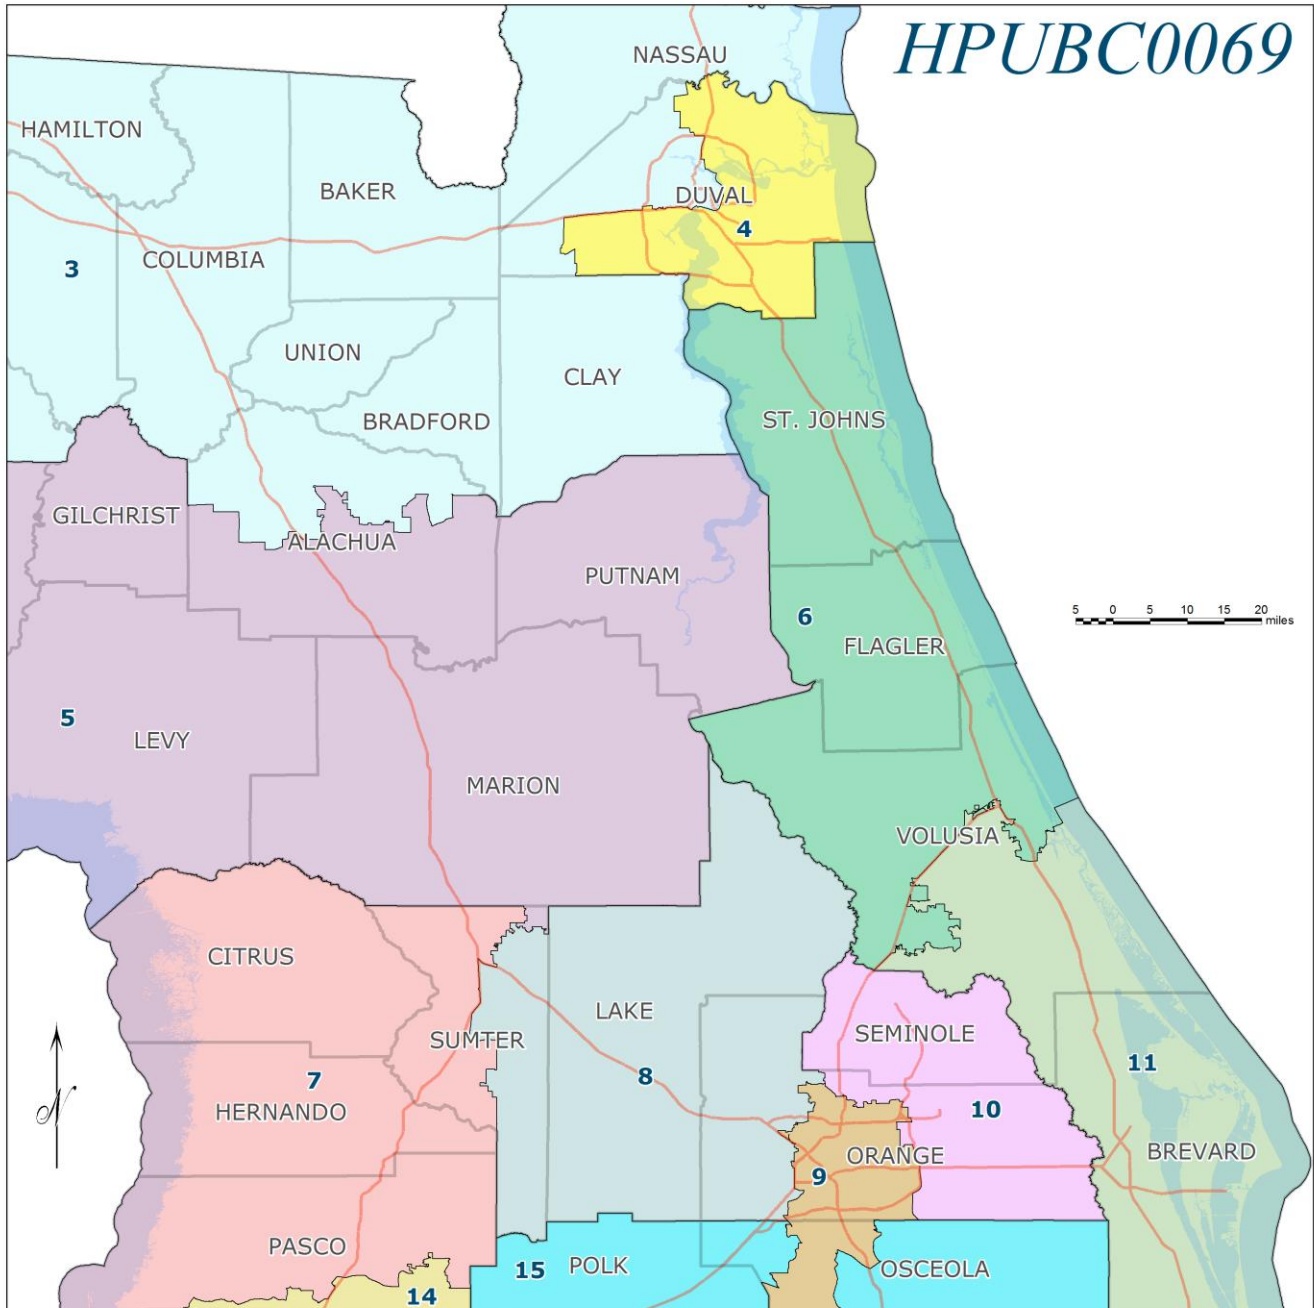 HPUBC0069
NASSAU
HAMILTON
BAKER
DUVAL
4
3
COLUMBIA
UNION
CLAY
BRADFORD
ST. JOHNS
GILCHRIST
ALACHUA
PUTNAM
5 0 5 10 15 20
miles
6
FLAGLER
5
LEVY
MARION
VOLUSIA
CITRUS
LAKE
SEMINOLE
SUMTER
N
7
8
11
HERNANDO
10
ORANGE
BREVARD
9
PASCO
15
POLK
OSCEOLA
14